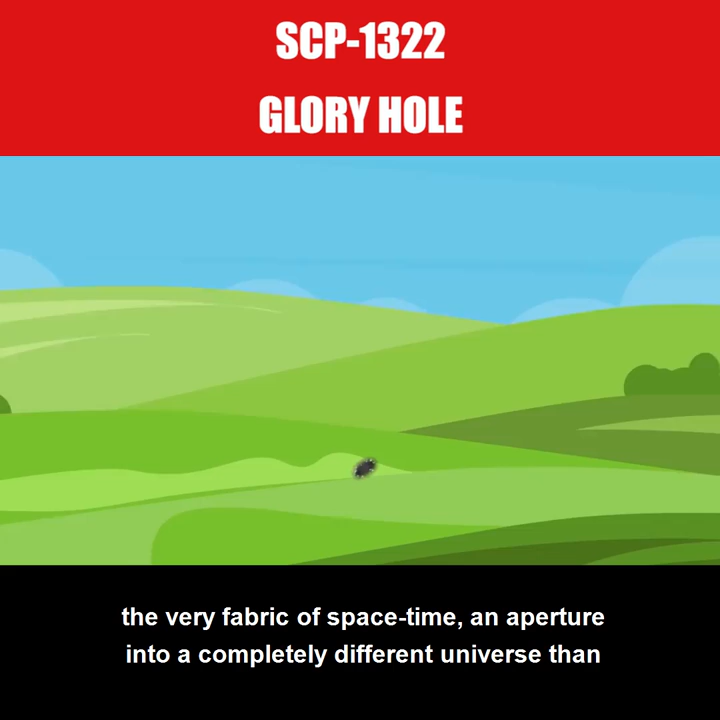 SCP-1322
GLORY HOLE
the very fabric of space-time, an aperture
into a completely different universe than